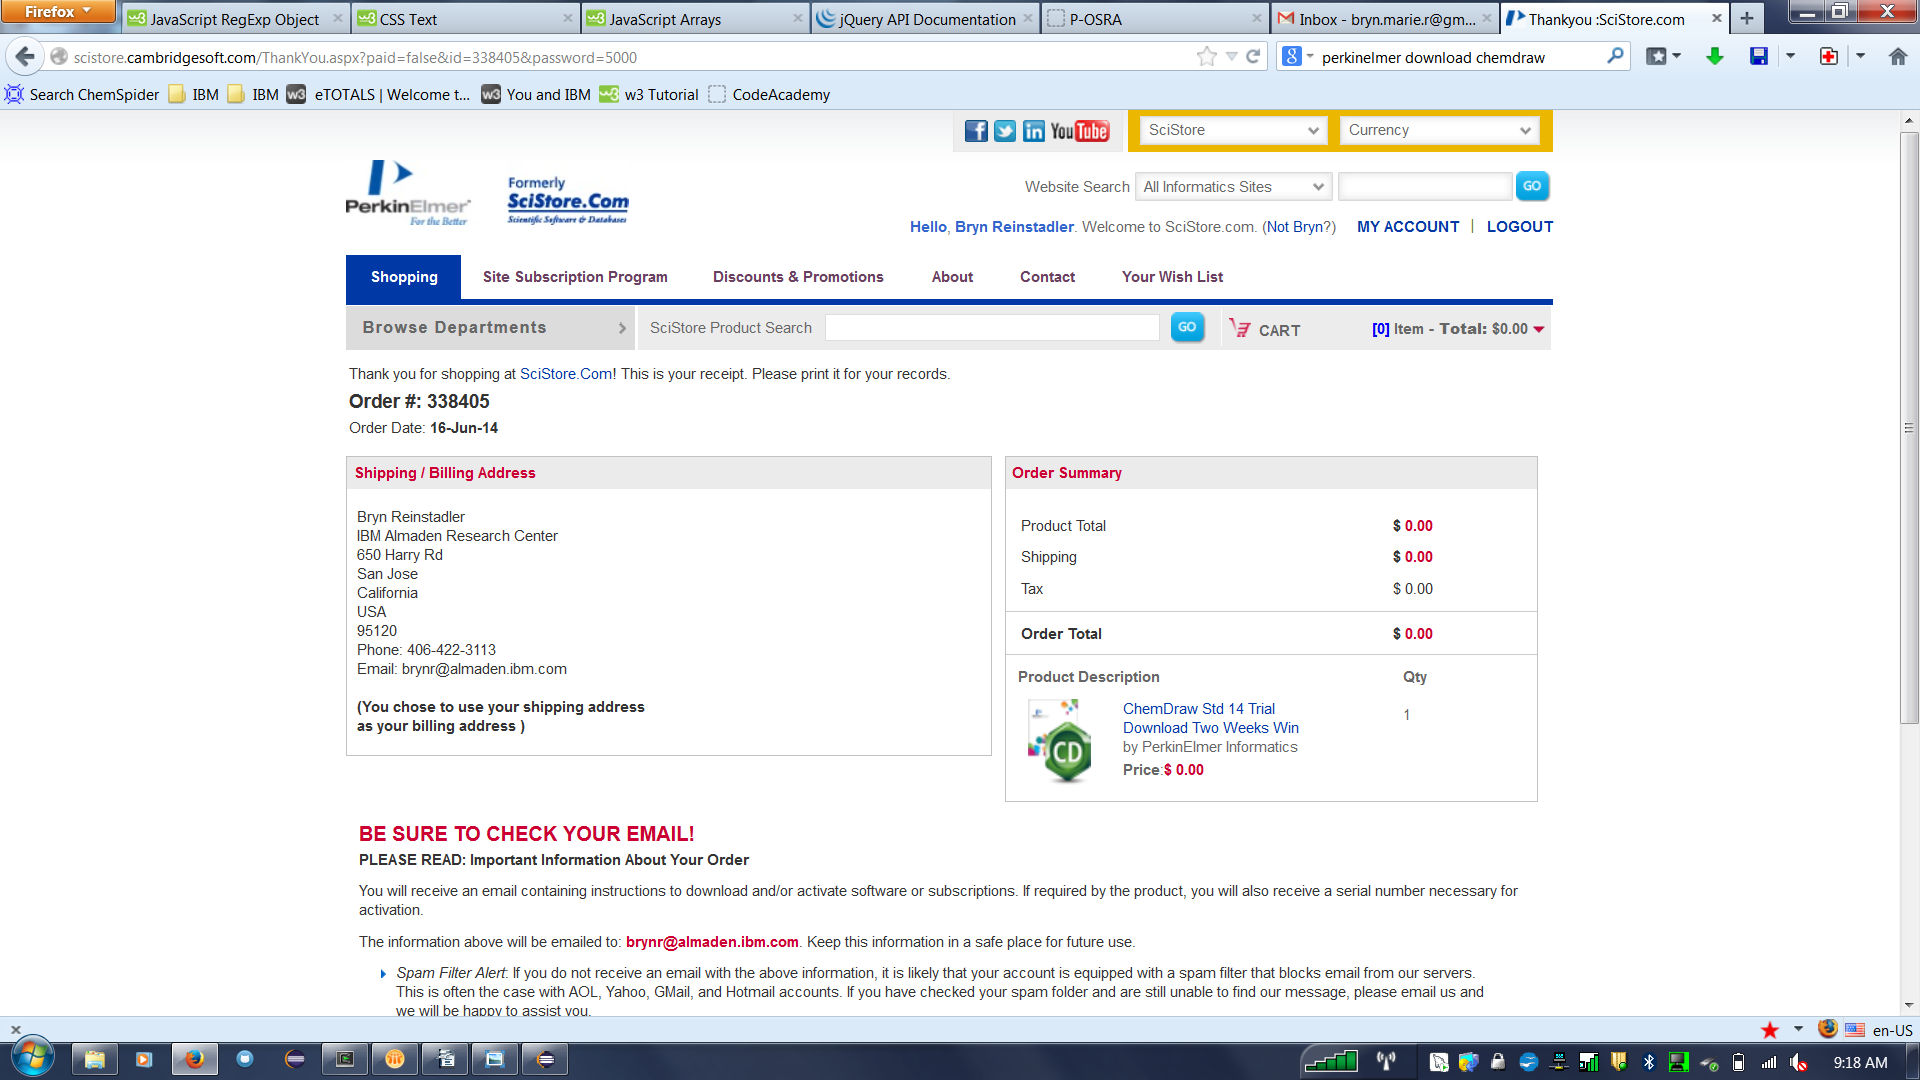 Firefox
JavaScript RegExp Object
CSS Text
JavaScript Arrays
jQuery API Documentation
P-OSRA
Inbox - bryn.marie.r@gm...
Thankyou :SciStore.com
scistore.cambridgesoft.com/ThankYou.aspx?paid=false&id=338405&password=5000
perkinelmer download chemdraw
Search ChemSpider
IBM
IBM
eTOTALS | Welcome t...
You and IBM
w3 Tutorial
CodeAcademy
YouTube
SciStore
Currency
PerkinElmer
For the Better
Formerly
SciStore.Com
Scientific Software & Databases
Website Search
All Informatics Sites
GO
Hello, Bryn Reinstadler. Welcome to SciStore.com. (Not Bryn?)
MY ACCOUNT | LOGOUT
Shopping
Site Subscription Program
Discounts & Promotions
About
Contact
Your Wish List
Browse Departments
SciStore Product Search
GO
CART
[0] Item - Total: $0.00
Thank you for shopping at SciStore.Com! This is your receipt. Please print it for your records.
Order #: 338405
Order Date: 16-Jun-14
Shipping / Billing Address
Bryn Reinstadler
IBM Almaden Research Center
650 Harry Rd
San Jose
California
USA
95120
Phone: 406-422-3113
Email: brynr@almaden.ibm.com
(You chose to use your shipping address
as your billing address )
Order Summary
Product Total $ 0.00
Shipping $ 0.00
Tax $ 0.00
Order Total $ 0.00
Product Description Qty
CD
ChemDraw Std 14 Trial
Download Two Weeks Win
by PerkinElmer Informatics
Price:$ 0.00
1
BE SURE TO CHECK YOUR EMAIL!
PLEASE READ: Important Information About Your Order
You will receive an email containing instructions to download and/or activate software or subscriptions. If required by the product, you will also receive a serial number necessary for
activation.
The information above will be emailed to: brynr@almaden.ibm.com. Keep this information in a safe place for future use.
Spam Filter Alert: If you do not receive an email with the above information, it is likely that your account is equipped with a spam filter that blocks email from our servers.
This is often the case with AOL, Yahoo, GMail, and Hotmail accounts. If you have checked your spam folder and are still unable to find our message, please email us and
we will be happy to assist you.
en-US
9:18 AM